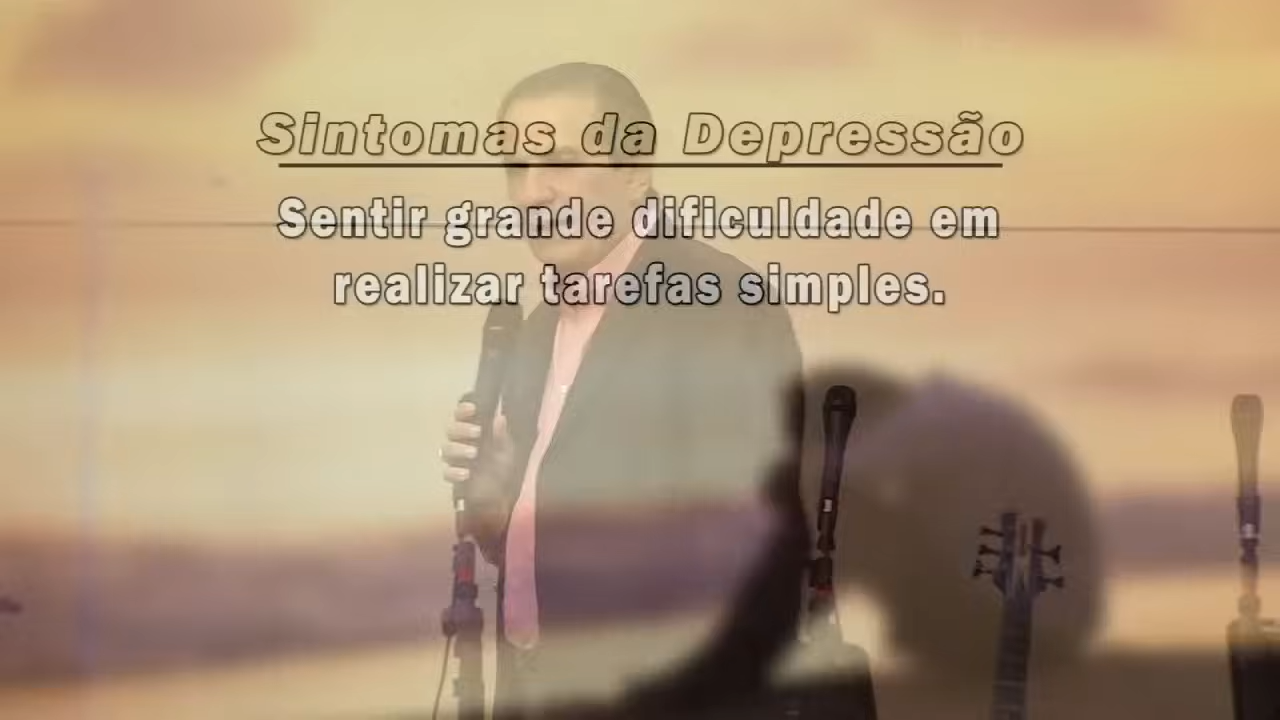 Sintomas da Depressão
Sentir grande dificuldade em
realizar tarefas simples.